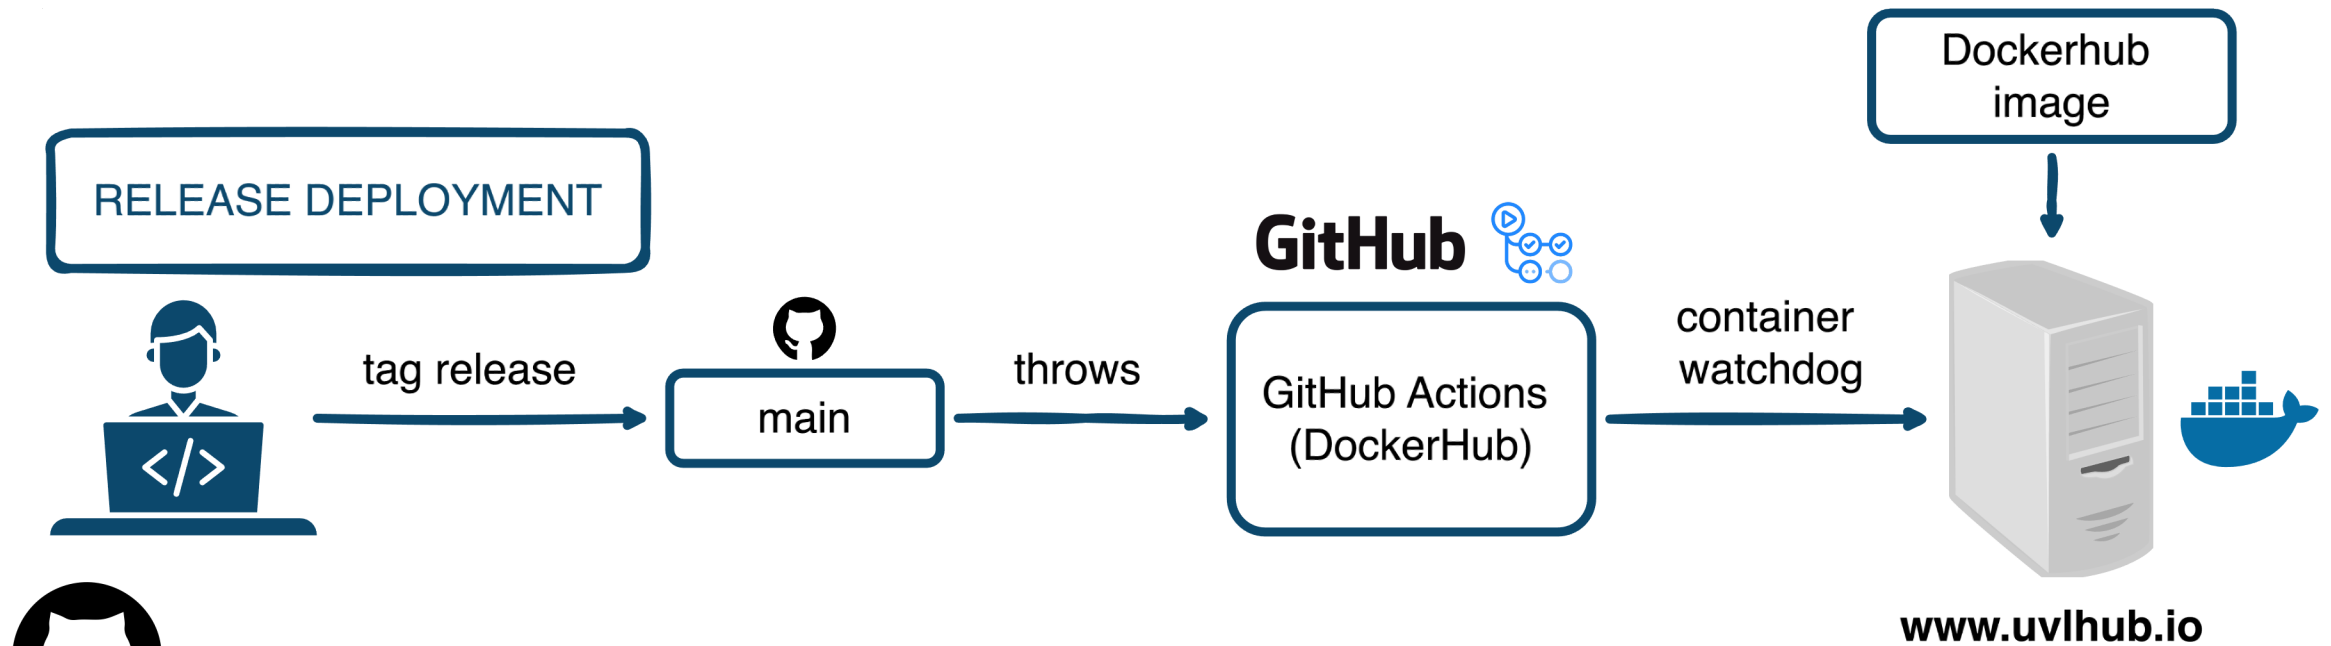 Dockerhub
image
RELEASE DEPLOYMENT
GitHub
tag release
main
throws
GitHub Actions
(DockerHub)
container
watchdog
</>
www.uvlhub.io